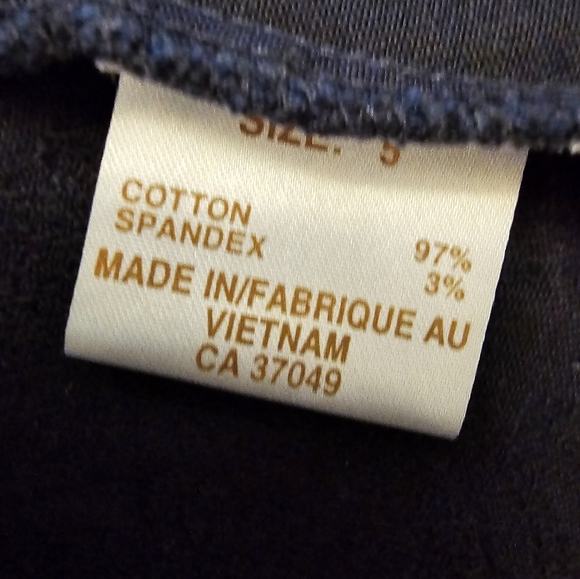 SIZE: 5
COTTON 97%
SPANDEX 3%
MADE IN/FABRIQUE AU
VIETNAM
CA 37049